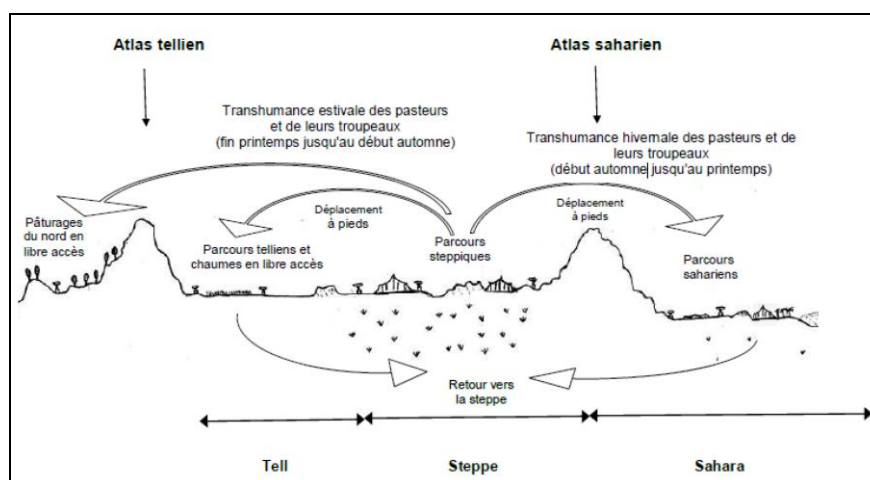 Atlas tellien
Atlas saharien
Transhumance estivale des pasteurs
et de leurs troupeaux
(fin printemps jusqu'au début automne)
Transhumance hivernale des pasteurs et de
leurs troupeaux
(début automne jusqu'au printemps)
Pâturages
du nord en
libre accès
Déplacement
à pieds
Parcours telliens et
chaumes en libre accès
Parcours
steppiques
Déplacement
à pieds
Parcours
sahariens
Retour vers
la steppe
Tell
Steppe
Sahara